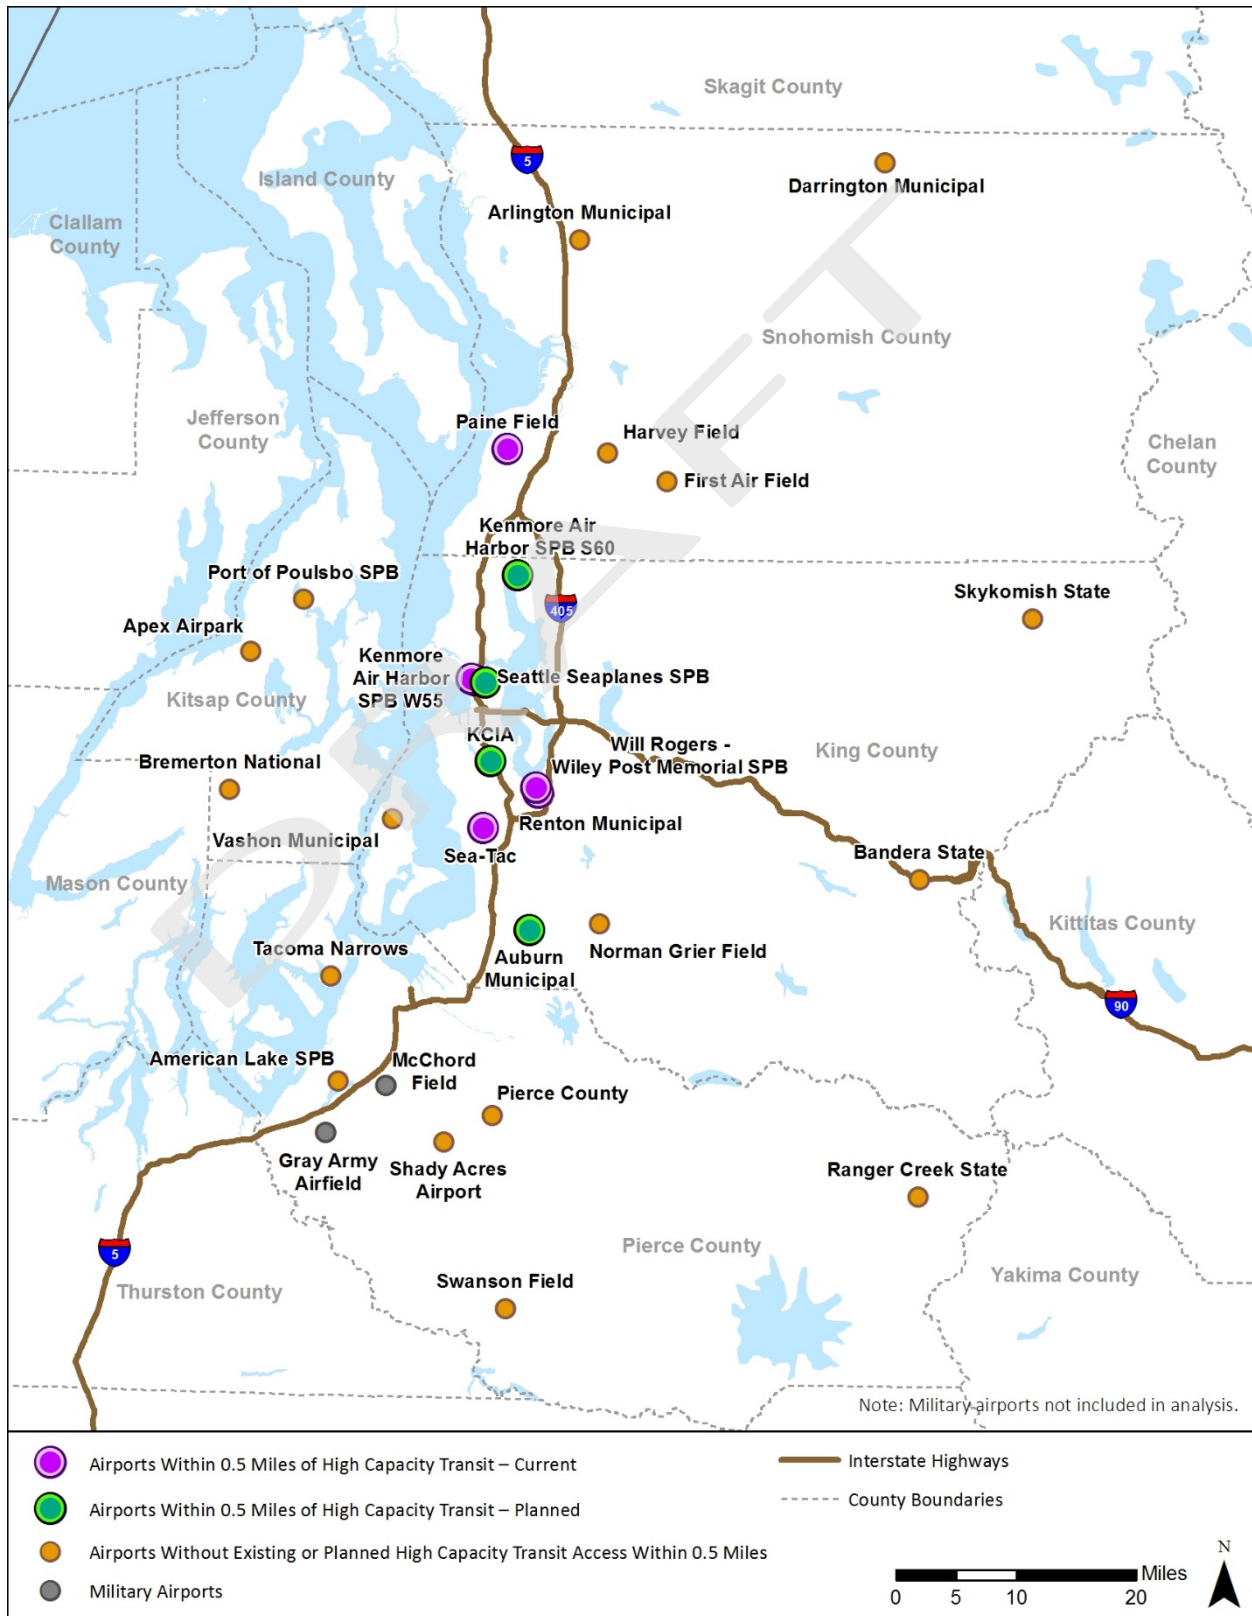 Skagit County
5
Island County
Darrington Municipal
Clallam
County
Arlington Municipal
Snohomish County
Jefferson
County
Paine Field
Harvey Field
Chelan
County
First Air Field
Kenmore Air
Harbor SPB S60
Port of Poulsbo SPB
405
Skykomish State
Apex Airpark
Kenmore
Air Harbor
SPB W55
Seattle Seaplanes SPB
Kitsap County
KCIA
Will Rogers -
Wiley Post Memorial SPB
King County
Bremerton National
Renton Municipal
Vashon Municipal
Sea-Tac
Bandera State
Mason County
Kittitas County
Tacoma Narrows
Auburn
Municipal
Norman Grier Field
90
American Lake SPB
McChord
Field
Pierce County
Gray Army
Airfield
Shady Acres
Airport
Ranger Creek State
5
Pierce County
Thurston County
Swanson Field
Yakima County
DRAFT
Note: Military airports not included in analysis.
Airports Within 0.5 Miles of High Capacity Transit – Current
Airports Within 0.5 Miles of High Capacity Transit – Planned
Airports Without Existing or Planned High Capacity Transit Access Within 0.5 Miles
Military Airports
Interstate Highways
County Boundaries
N
Miles
0 5 10 20